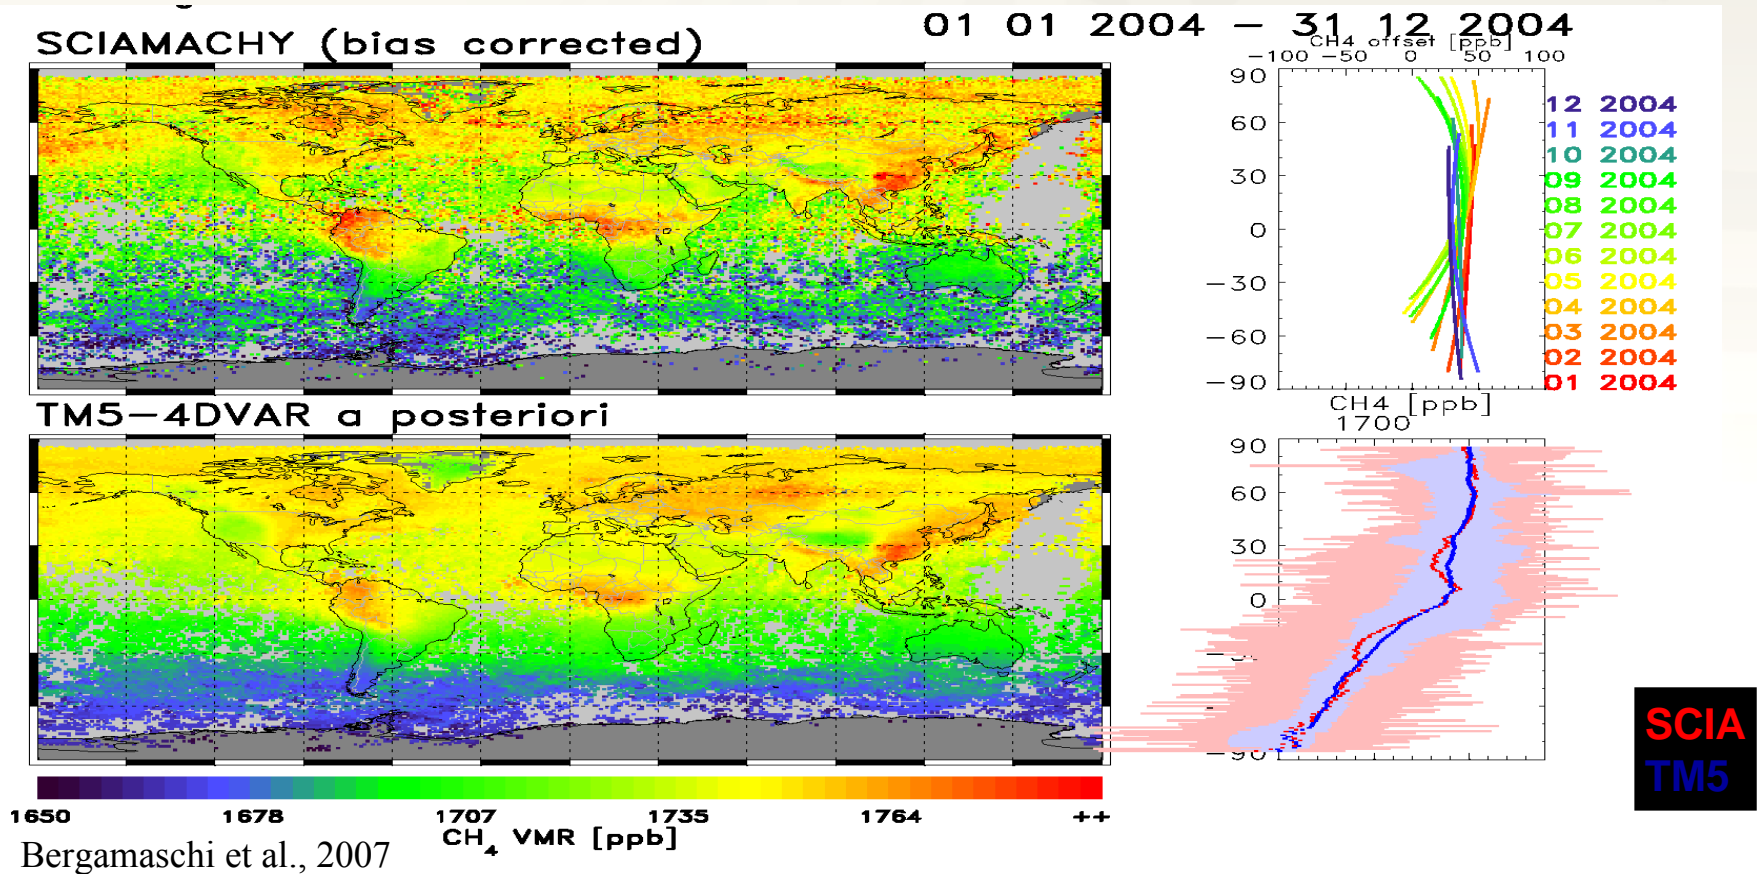 01 01 2004 – 31 12 2004
SCIAMACHY (bias corrected)
CH4 offset [ppb]
−100 −50 0 50 100
90
60
30
0
−30
−60
−90
12 2004
11 2004
10 2004
09 2004
08 2004
07 2004
06 2004
05 2004
04 2004
03 2004
02 2004
01 2004
TM5−4DVAR a posteriori
CH4 [ppb]
1700
90
60
30
0
−90
SCIA
TM5
1650 1678 1707 1735 1764 ++
CH₄ VMR [ppb]
Bergamaschi et al., 2007